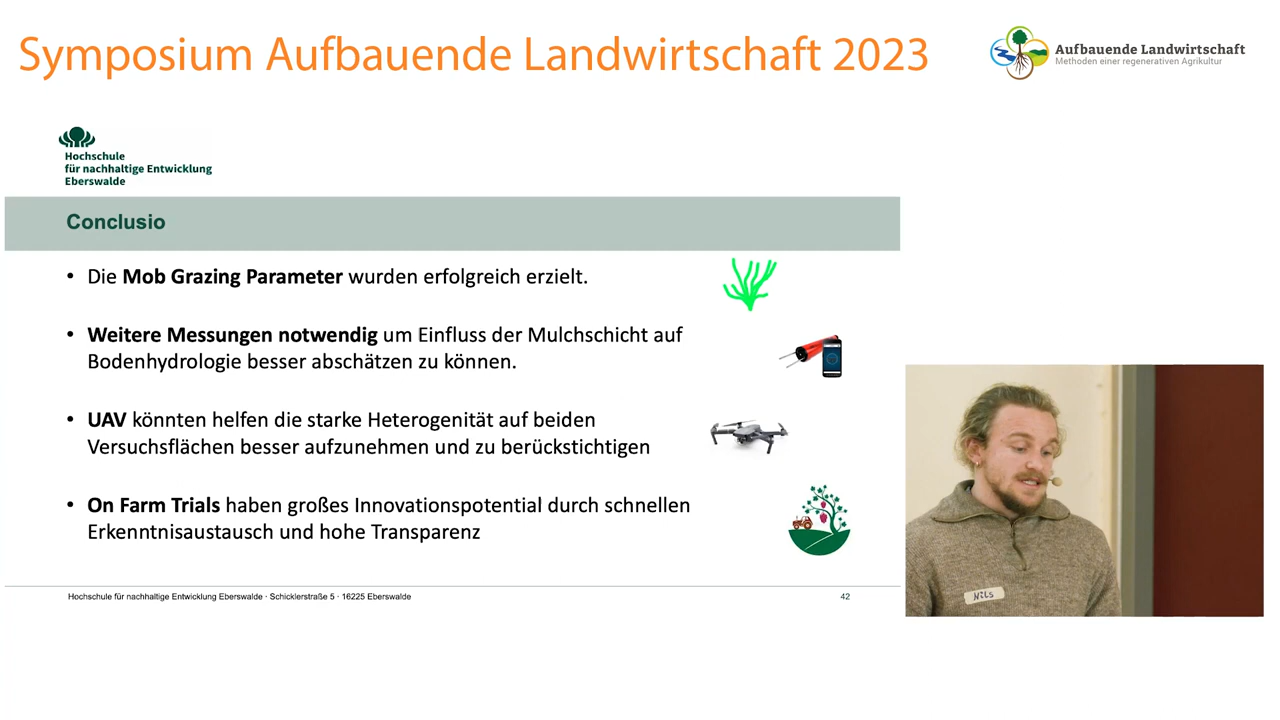 Symposium Aufbauende Landwirtschaft 2023
Aufbauende Landwirtschaft
Methoden einer regenerativen Agrikultur
Hochschule
für nachhaltige Entwicklung
Eberswalde
Conclusio
• Die Mob Grazing Parameter wurden erfolgreich erzielt.
• Weitere Messungen notwendig um Einfluss der Mulchschicht auf
Bodenhydrologie besser abschätzen zu können.
• UAV könnten helfen die starke Heterogenität auf beiden
Versuchsflächen besser aufzunehmen und zu berückstichtigen
• On Farm Trials haben großes Innovationspotential durch schnellen
Erkenntnisaustausch und hohe Transparenz
Hochschule für nachhaltige Entwicklung Eberswalde · Schicklerstraße 5 · 16225 Eberswalde
42
Nils